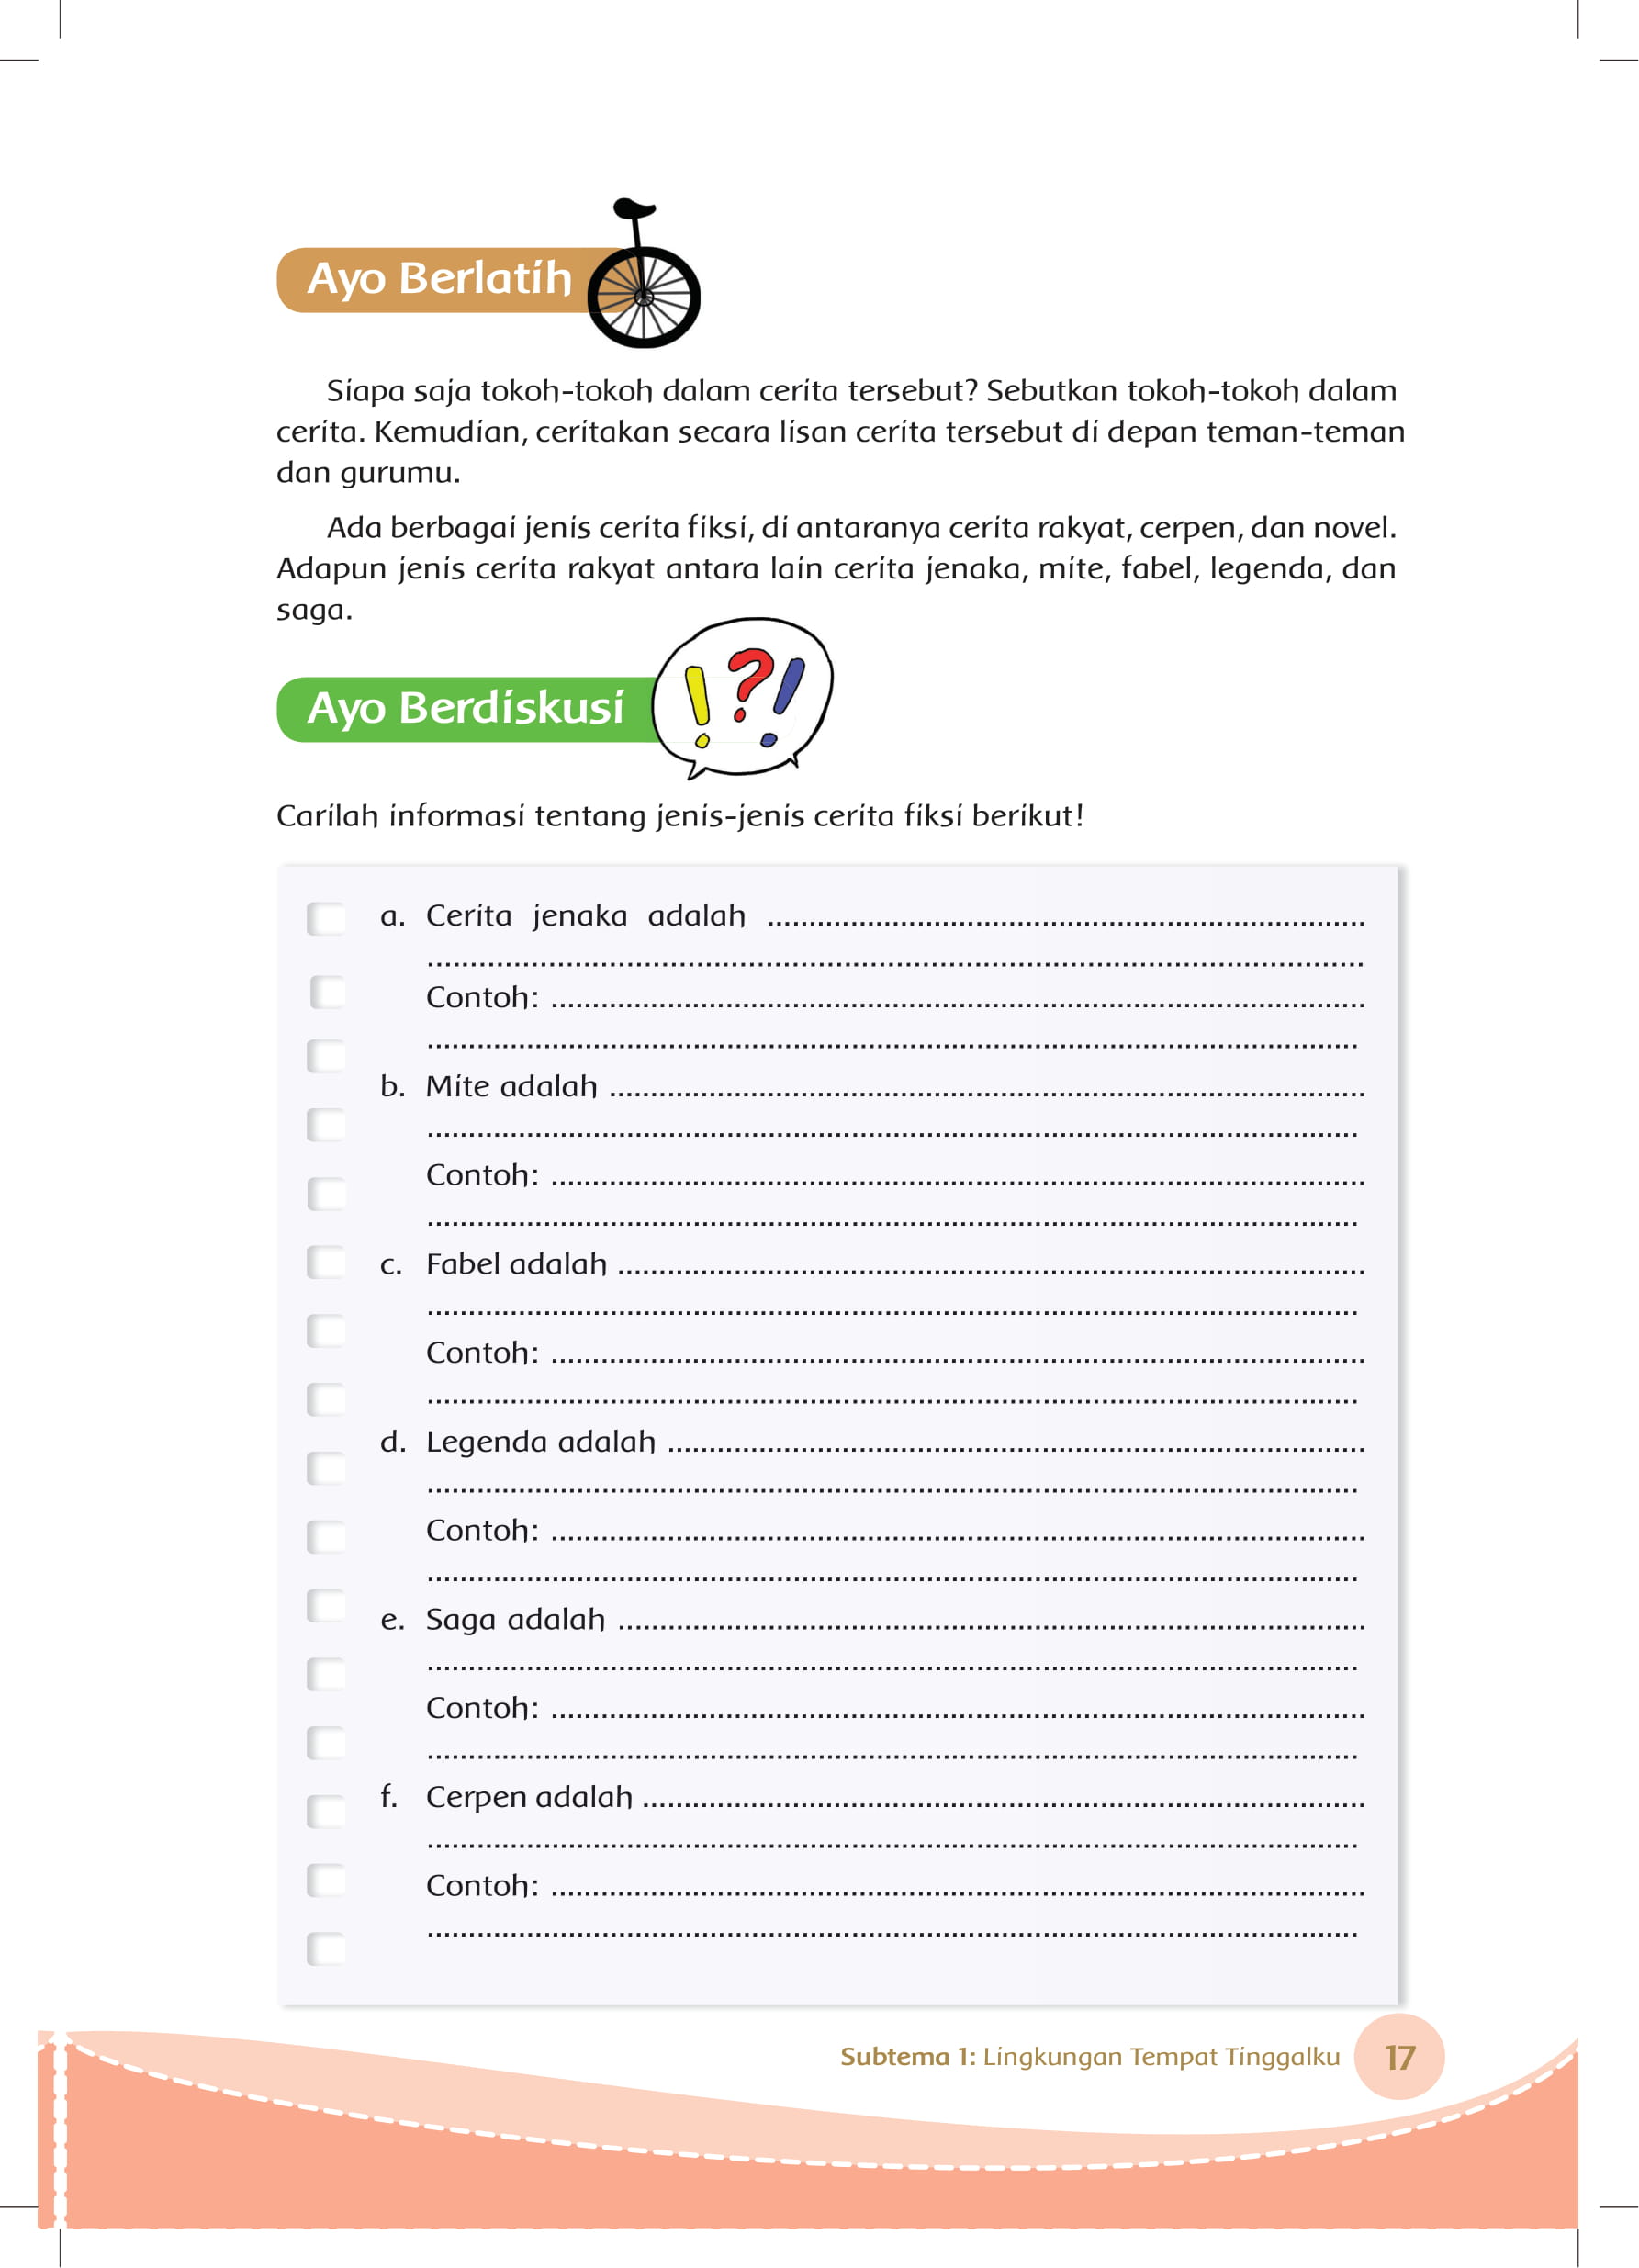 Ayo Berlatih
Siapa saja tokoh-tokoh dalam cerita tersebut? Sebutkan tokoh-tokoh dalam
cerita. Kemudian, ceritakan secara lisan cerita tersebut di depan teman-teman
dan gurumu.
Ada berbagai jenis cerita fiksi, di antaranya cerita rakyat, cerpen, dan novel.
Adapun jenis cerita rakyat antara lain cerita jenaka, mite, fabel, legenda, dan
saga.
! ? !
Ayo Berdiskusi
Carilah informasi tentang jenis-jenis cerita fiksi berikut!
a. Cerita jenaka adalah ........................................................................
................................................................................................................
Contoh: ..................................................................................................
................................................................................................................
b. Mite adalah ...........................................................................................
................................................................................................................
Contoh: ..................................................................................................
................................................................................................................
c. Fabel adalah ..........................................................................................
................................................................................................................
Contoh: ..................................................................................................
................................................................................................................
d. Legenda adalah ....................................................................................
................................................................................................................
Contoh: ..................................................................................................
................................................................................................................
e. Saga adalah ..........................................................................................
................................................................................................................
Contoh: ..................................................................................................
................................................................................................................
f. Cerpen adalah .......................................................................................
................................................................................................................
Contoh: ..................................................................................................
................................................................................................................
Subtema 1: Lingkungan Tempat Tinggalku 17